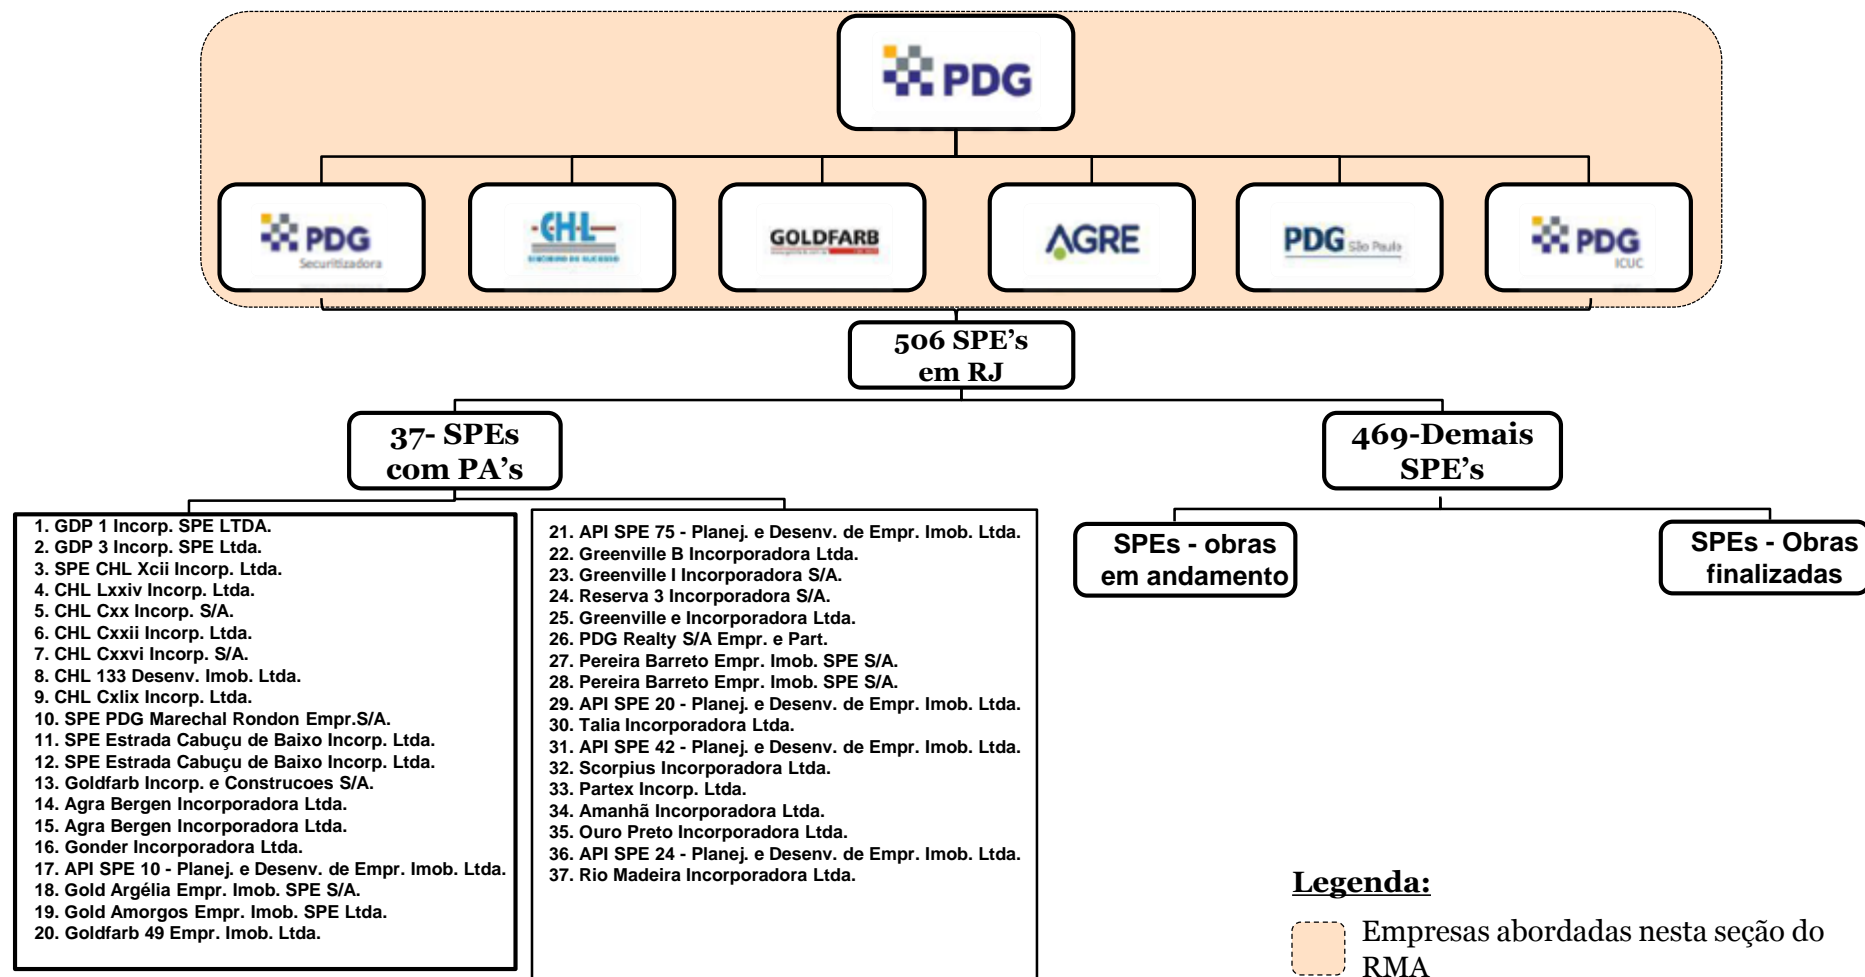 PDG
PDG
Securitizadora
CHL
SINÔNIMO DE SUCESSO
GOLDFARB
AGRE
PDG São Paulo
PDG
ICUC
506 SPE’s
em RJ
37- SPEs
com PA’s
469-Demais
SPE’s
1. GDP 1 Incorp. SPE LTDA.
2. GDP 3 Incorp. SPE Ltda.
3. SPE CHL Xcii Incorp. Ltda.
4. CHL Lxxiv Incorp. Ltda.
5. CHL Cxx Incorp. S/A.
6. CHL Cxxii Incorp. Ltda.
7. CHL Cxxvi Incorp. S/A.
8. CHL 133 Desenv. Imob. Ltda.
9. CHL Cxlix Incorp. Ltda.
10. SPE PDG Marechal Rondon Empr.S/A.
11. SPE Estrada Cabuçu de Baixo Incorp. Ltda.
12. SPE Estrada Cabuçu de Baixo Incorp. Ltda.
13. Goldfarb Incorp. e Construcoes S/A.
14. Agra Bergen Incorporadora Ltda.
15. Agra Bergen Incorporadora Ltda.
16. Gonder Incorporadora Ltda.
17. API SPE 10 - Planej. e Desenv. de Empr. Imob. Ltda.
18. Gold Argélia Empr. Imob. SPE S/A.
19. Gold Amorgos Empr. Imob. SPE Ltda.
20. Goldfarb 49 Empr. Imob. Ltda.
21. API SPE 75 - Planej. e Desenv. de Empr. Imob. Ltda.
22. Greenville B Incorporadora Ltda.
23. Greenville I Incorporadora S/A.
24. Reserva 3 Incorporadora S/A.
25. Greenville e Incorporadora Ltda.
26. PDG Realty S/A Empr. e Part.
27. Pereira Barreto Empr. Imob. SPE S/A.
28. Pereira Barreto Empr. Imob. SPE S/A.
29. API SPE 20 - Planej. e Desenv. de Empr. Imob. Ltda.
30. Talia Incorporadora Ltda.
31. API SPE 42 - Planej. e Desenv. de Empr. Imob. Ltda.
32. Scorpius Incorporadora Ltda.
33. Partex Incorp. Ltda.
34. Amanhã Incorporadora Ltda.
35. Ouro Preto Incorporadora Ltda.
36. API SPE 24 - Planej. e Desenv. de Empr. Imob. Ltda.
37. Rio Madeira Incorporadora Ltda.
SPEs - obras
em andamento
SPEs - Obras
finalizadas
Legenda:
Empresas abordadas nesta seção do
RMA